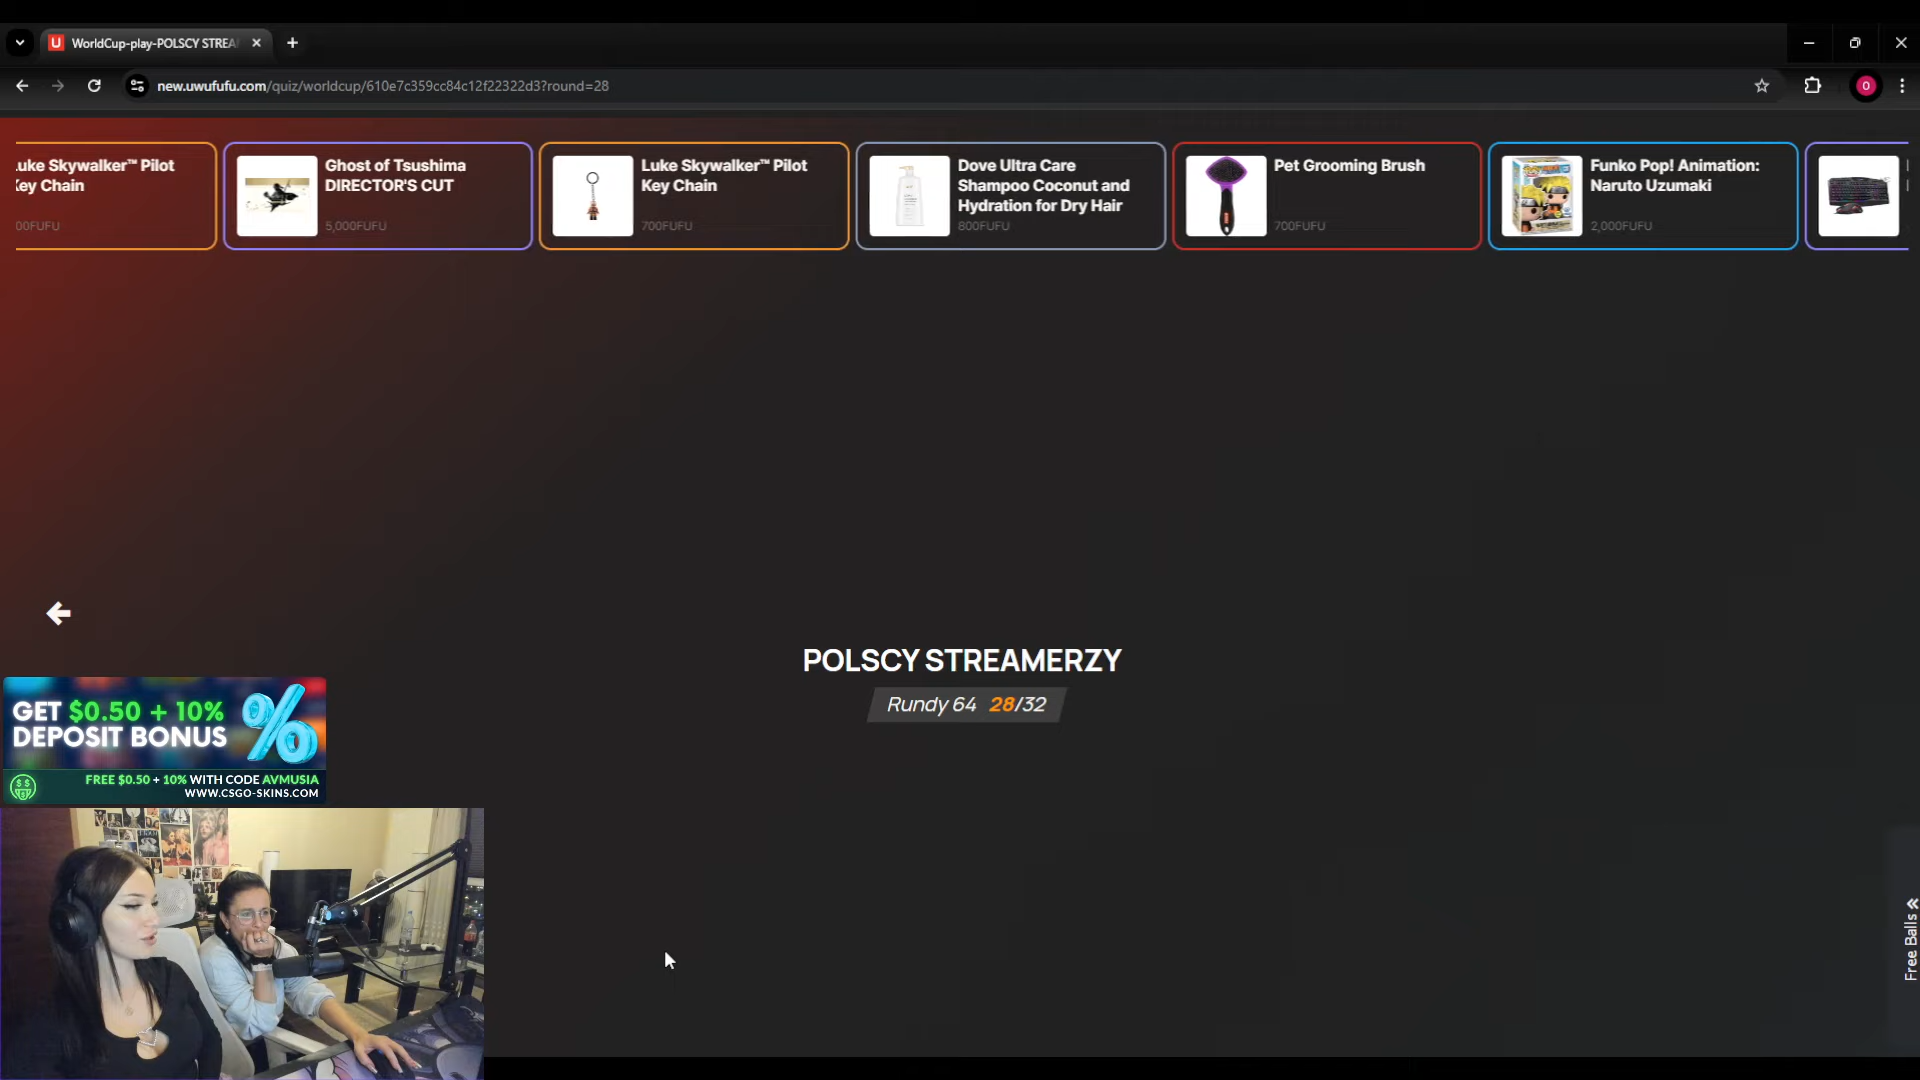 WorldCup-play-POLSCY STREA
new.uwufufu.com/quiz/worldcup/610e7c359cc84c12f22322d3?round=28
Luke Skywalker™ Pilot
Key Chain
00FUFU
Ghost of Tsushima
DIRECTOR'S CUT
5,000FUFU
Luke Skywalker™ Pilot
Key Chain
700FUFU
Dove Ultra Care
Shampoo Coconut and
Hydration for Dry Hair
800FUFU
Pet Grooming Brush
700FUFU
Funko Pop! Animation:
Naruto Uzumaki
2,000FUFU
POLSCY STREAMERZY
Rundy 64 28/32
GET $0.50 + 10%
DEPOSIT BONUS
FREE $0.50 + 10% WITH CODE AVMUSIA
WWW.CSGO-SKINS.COM
Free Balls